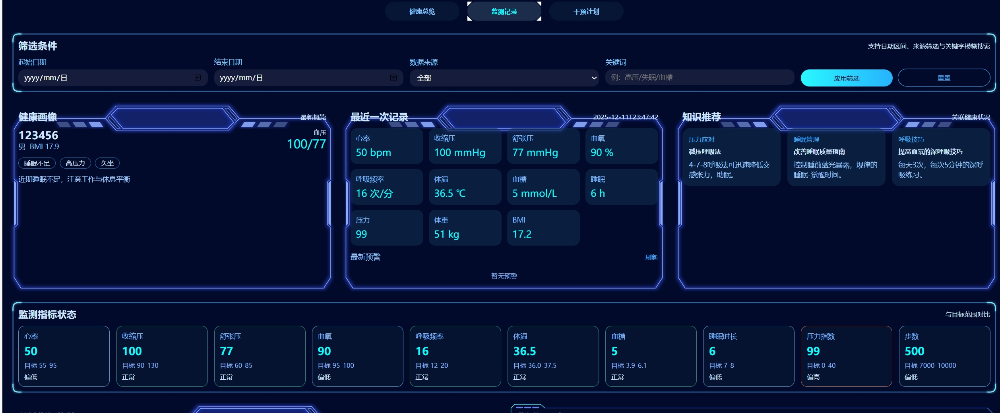 健康总览 监测记录 干预计划
筛选条件 支持日期区间、来源筛选与关键字模糊搜索
起始日期 结束日期 数据来源 关键词
yyyy/mm/日 yyyy/mm/日 全部 例：高压/失眠/血糖 应用筛选 重置
健康画像 最新概览
123456
男 BMI 17.9
血压
100/77
睡眠不足 高压力 久坐
近期睡眠不足，注意工作与休息平衡
最近一次记录 2025-12-11T23:47:42
心率 收缩压 舒张压 血氧
50 bpm 100 mmHg 77 mmHg 90 %
呼吸频率 体温 血糖 睡眠
16 次/分 36.5 ℃ 5 mmol/L 6 h
压力 体重 BMI
99 51 kg 17.2
最新预警 刷新
暂无预警
知识推荐 关联健康状况
压力应对
减压呼吸法
4-7-8呼吸法可迅速降低交
感张力，助眠。
睡眠管理
改善睡眠质量指南
控制睡前蓝光暴露，规律的
睡眠-觉醒时间。
呼吸技巧
提高血氧的深呼吸技巧
每天3次，每次5分钟的深呼
吸练习。
监测指标状态 与目标范围对比
心率 收缩压 舒张压 血氧 呼吸频率 体温 血糖 睡眠时长 压力指数 步数
50 100 77 90 16 36.5 5 6 99 500
目标 55-95 目标 90-130 目标 60-85 目标 95-100 目标 12-20 目标 36.0-37.5 目标 3.9-6.1 目标 7-8 目标 0-40 目标 7000-10000
偏低 正常 正常 偏低 正常 正常 正常 偏低 偏高 偏低